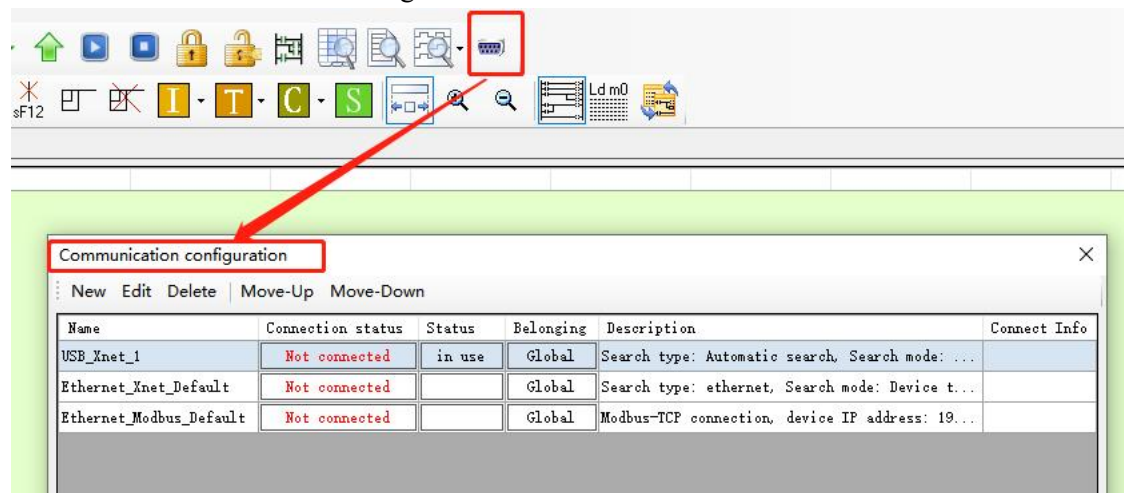 sF12 I T C S Ld m0
Communication configuration
New Edit Delete Move-Up Move-Down
Name Connection status Status Belonging Description Connect Info
USB_Xnet_1 Not connected in use Global Search type: Automatic search, Search mode: ...
Ethernet_Xnet_Default Not connected Global Search type: ethernet, Search mode: Device t...
Ethernet_Modbus_Default Not connected Global Modbus-TCP connection, device IP address: 19...